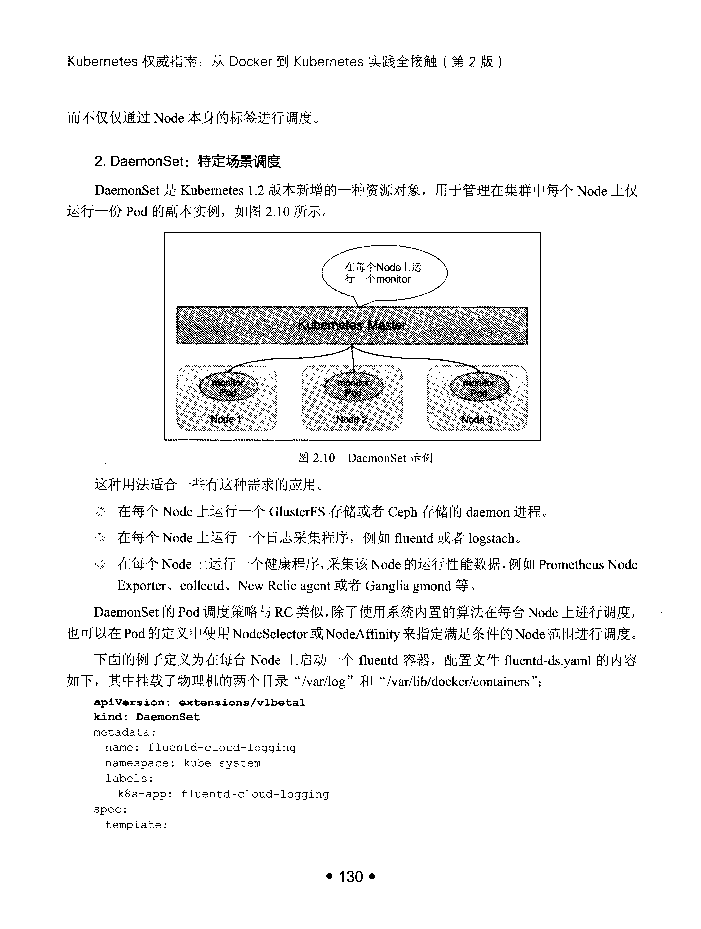 Kubernetes 权威指南：从 Docker 到 Kubernetes 实践全接触（第 2 版）
而不仅仅通过 Node 本身的标签进行调度。
2. DaemonSet：特定场景调度
DaemonSet 是 Kubernetes 1.2 版本新增的一种资源对象，用于管理在集群中每个 Node 上仅
运行一份 Pod 的副本实例，如图 2.10 所示。
在每个Node上运
行一个monitor
Kubernetes Master
monitor
Pod
Node 1
monitor
Pod
Node 2
monitor
Pod
Node 3
图 2.10 DaemonSet 示例
这种用法适合一些有这种需求的应用。
在每个 Node 上运行一个 GlusterFS 存储或者 Ceph 存储的 daemon 进程。
在每个 Node 上运行一个日志采集程序，例如 fluentd 或者 logstach。
在每个 Node 上运行一个健康程序，采集该 Node 的运行性能数据，例如 Prometheus Node
Exporter、collectd、New Relic agent 或者 Ganglia gmond 等。
DaemonSet 的 Pod 调度策略与 RC 类似，除了使用系统内置的算法在每台 Node 上进行调度，
也可以在 Pod 的定义中使用 NodeSelector 或 NodeAffinity 来指定满足条件的 Node 范围进行调度。
下面的例子定义为在每台 Node 上启动一个 fluentd 容器，配置文件 fluentd-ds.yaml 的内容
如下，其中挂载了物理机的两个目录“/var/log”和“/var/lib/docker/containers”：
apiVersion: extensions/v1beta1
kind: DaemonSet
metadata:
  name: fluentd-cloud-logging
  namespace: kube-system
  labels:
    k8s-app: fluentd-cloud-logging
spec:
  template:
• 130 •